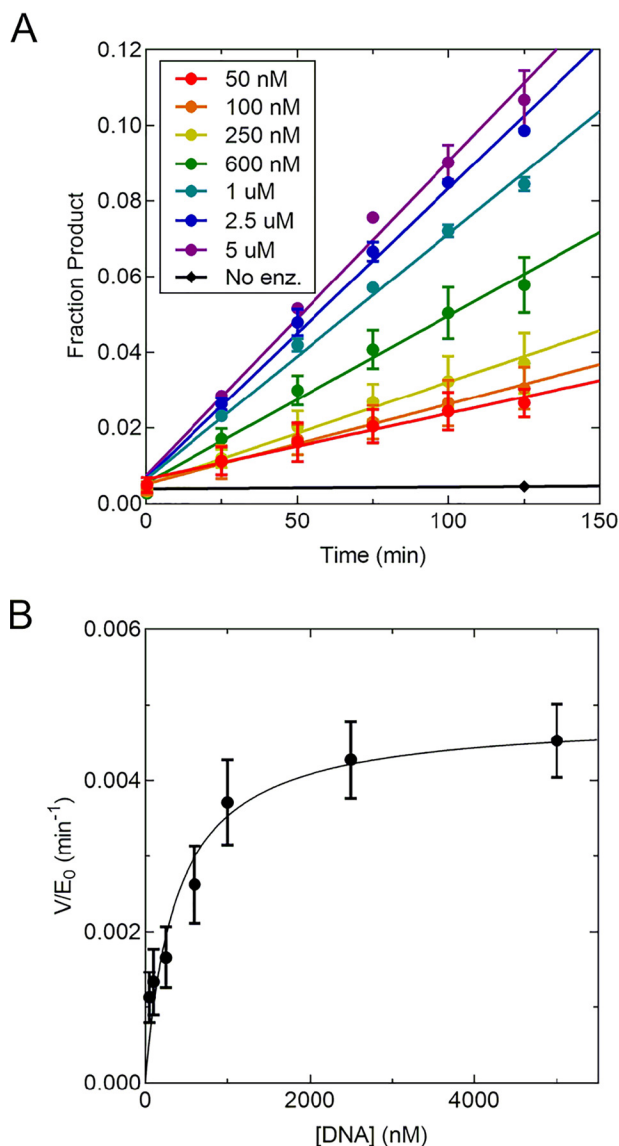 A
0.12
0.10
0.08
0.06
0.04
0.02
0.00
Fraction Product
50 nM
100 nM
250 nM
600 nM
1 uM
2.5 uM
5 uM
No enz.
0
50
100
150
Time (min)
B
0.006
0.004
0.002
0.000
V/E₀ (min⁻¹)
0
2000
4000
[DNA] (nM)